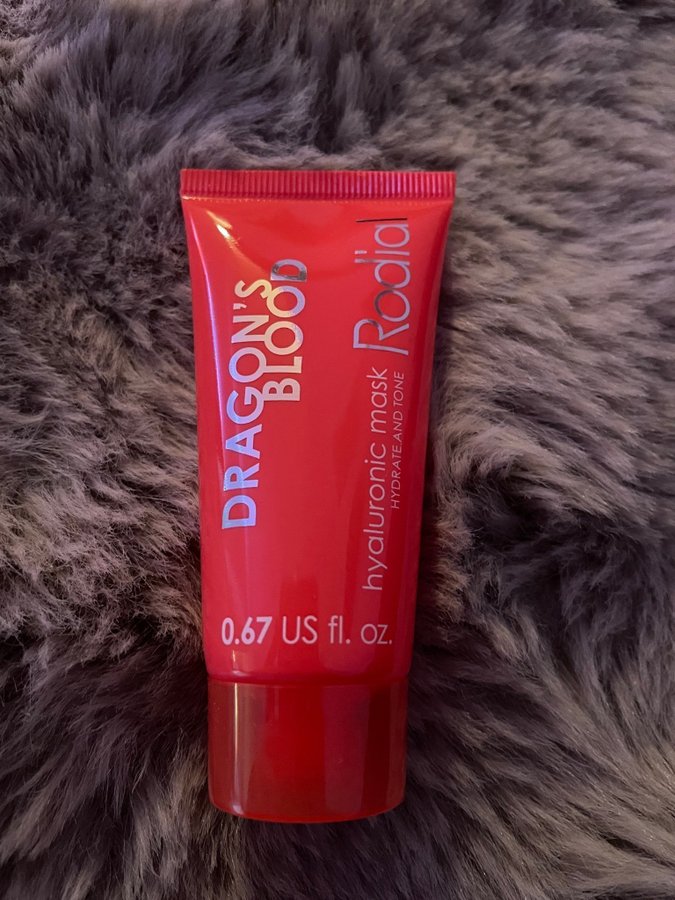 DRAGON'S
BLOOD
Rodial
hyaluronic mask
HYDRATE AND TONE
0.67 US fl. oz.